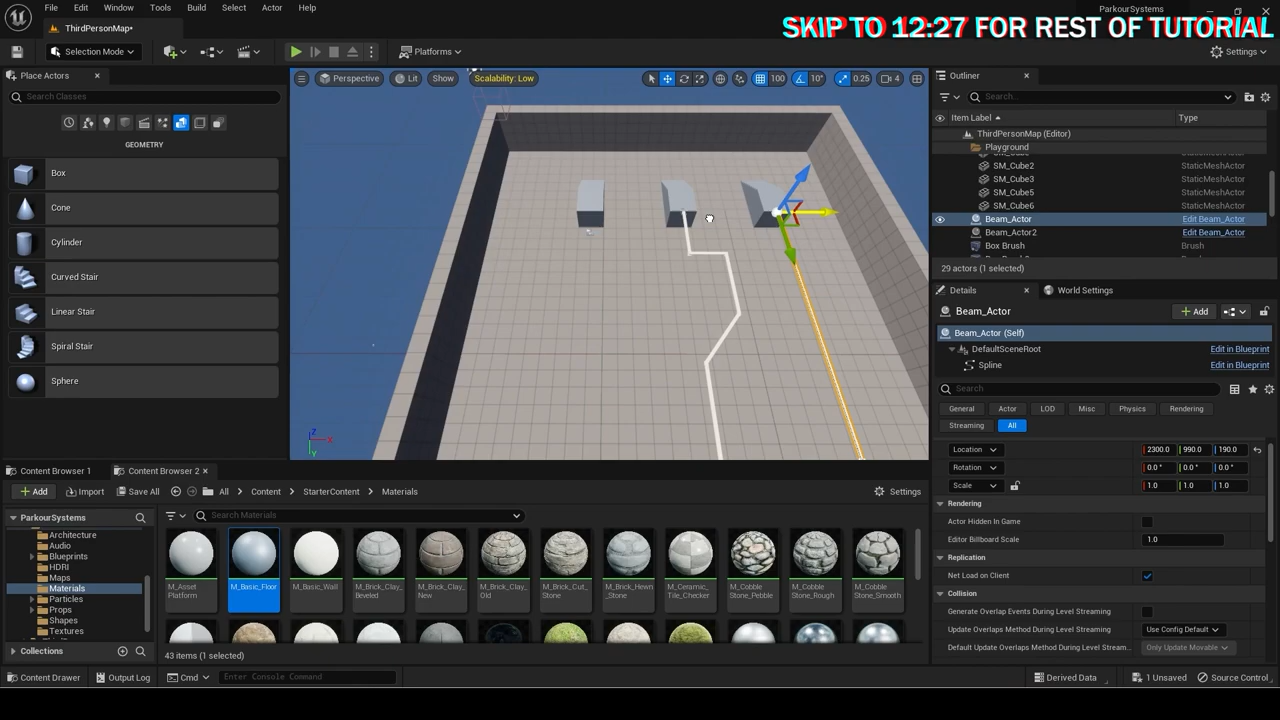 File Edit Window Tools Build Select Actor Help
ParkourSystems
SKIP TO 12:27 FOR REST OF TUTORIAL
ThirdPersonMap*
Selection Mode
Platforms
Settings
Place Actors
Search Classes
GEOMETRY
Box
Cone
Cylinder
Curved Stair
Linear Stair
Spiral Stair
Sphere
Perspective Lit Show Scalability: Low
100 10° 0.25 4
Outliner
Search...
Item Label Type
ThirdPersonMap (Editor)
Playground
SM_Cube StaticMeshActor
SM_Cube2 StaticMeshActor
SM_Cube3 StaticMeshActor
SM_Cube5 StaticMeshActor
SM_Cube6 StaticMeshActor
Beam_Actor Edit Beam_Actor
Beam_Actor2 Edit Beam_Actor
Box Brush Brush
29 actors (1 selected)
Details World Settings
Beam_Actor
Add
Beam_Actor (Self)
DefaultSceneRoot Edit in Blueprint
Spline Edit in Blueprint
Search
General Actor LOD Misc Physics Rendering
Streaming All
Location 2300.0 990.0 190.0
Rotation 0.0° 0.0° 0.0°
Scale 1.0 1.0 1.0
Rendering
Actor Hidden In Game
Editor Billboard Scale 1.0
Replication
Net Load on Client
Collision
Generate Overlap Events During Level Streaming
Update Overlaps Method During Level Streaming Use Config Default
Default Update Overlaps Method During Level Stream... Only Update Movable
Content Browser 1 Content Browser 2
Add Import Save All All Content StarterContent Materials Settings
ParkourSystems
Architecture
Audio
Blueprints
HDRI
Maps
Materials
Particles
Props
Shapes
Textures
Collections
Search Materials
M_Asset Platform
M_Basic_Floor
M_Basic_Wall
M_Brick_Clay_Beveled
M_Brick_Clay_New
M_Brick_Clay_Old
M_Brick_Cut_Stone
M_Brick_Hewn_Stone
M_Ceramic_Tile_Checker
M_Cobble Stone_Pebble
M_Cobble Stone_Rough
M_Cobble Stone_Smooth
43 items (1 selected)
Content Drawer Output Log Cmd Enter Console Command Derived Data 1 Unsaved Source Control
X
Y
Z